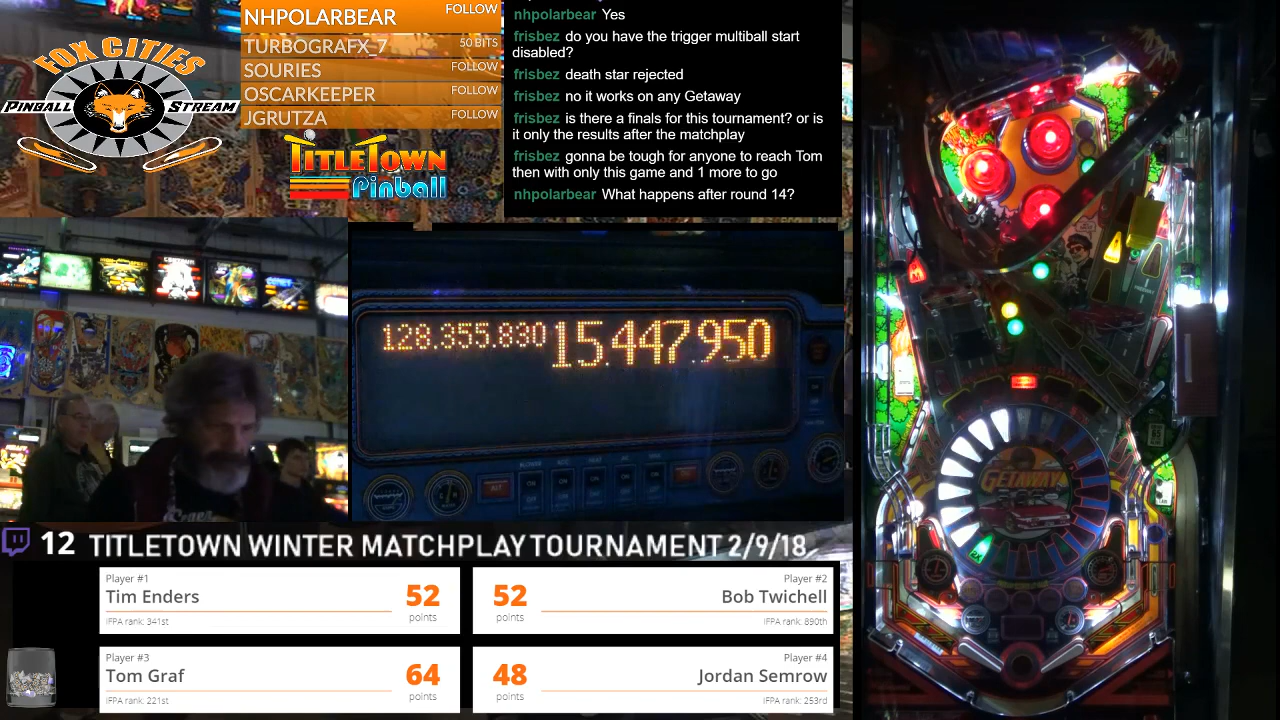 FOX CITIES
PINBALL STREAM
NHPOLARBEAR FOLLOW
TURBOGRAFX_7 50 BITS
SOURIES FOLLOW
OSCARKEEPER FOLLOW
JGRUTZA FOLLOW
TITLETOWN
Pinball
nhpolarbear Yes
frisbez do you have the trigger multiball start
disabled?
frisbez death star rejected
frisbez no it works on any Getaway
frisbez is there a finals for this tournament? or is
it only the results after the matchplay
frisbez gonna be tough for anyone to reach Tom
then with only this game and 1 more to go
nhpolarbear What happens after round 14?
128.355.830 15.447.950
GETAWAY
12 TITLETOWN WINTER MATCHPLAY TOURNAMENT 2/9/18
Player #1
Tim Enders
IFPA rank: 341st
52
points
52
points
Player #2
Bob Twichell
IFPA rank: 890th
Player #3
Tom Graf
IFPA rank: 221st
64
points
48
points
Player #4
Jordan Semrow
IFPA rank: 253rd